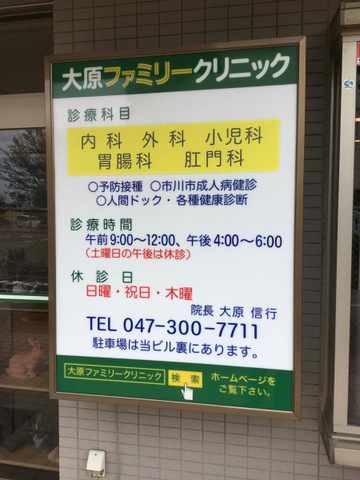 大原ファミリークリニック
診療科目
内科 外科 小児科
胃腸科 肛門科
○予防接種 ○市川市成人病健診
○人間ドック・各種健康診断
診療時間
午前9:00~12:00、午後4:00~6:00
(土曜日の午後は休診)
休診日
日曜・祝日・木曜
院長 大原 信行
TEL 047-300-7711
駐車場は当ビル裏にあります。
大原ファミリークリニック 検索 ホームページを
ご覧下さい。